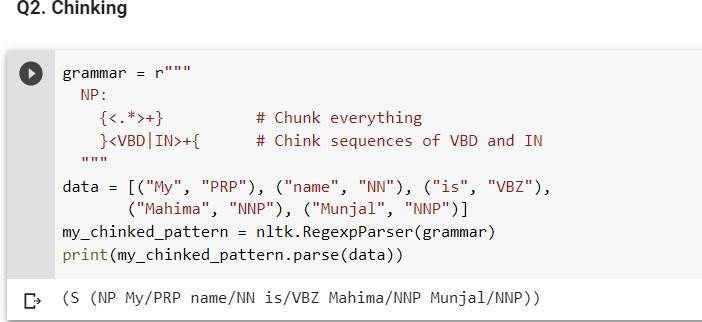 Q2. Chinking
grammar = r"""
NP:
{<.*>+}          # Chunk everything
}<VBD|IN>+{      # Chink sequences of VBD and IN
"""
data = [("My", "PRP"), ("name", "NN"), ("is", "VBZ"),
("Mahima", "NNP"), ("Munjal", "NNP")]
my_chinked_pattern = nltk.RegexpParser(grammar)
print(my_chinked_pattern.parse(data))
(S (NP My/PRP name/NN is/VBZ Mahima/NNP Munjal/NNP))